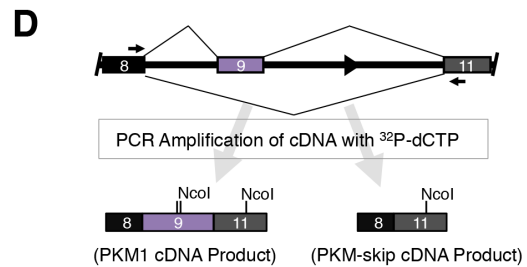 D
8 9 11
PCR Amplification of cDNA with ³²P-dCTP
NcoI NcoI NcoI
8 9 11 8 11
(PKM1 cDNA Product) (PKM-skip cDNA Product)